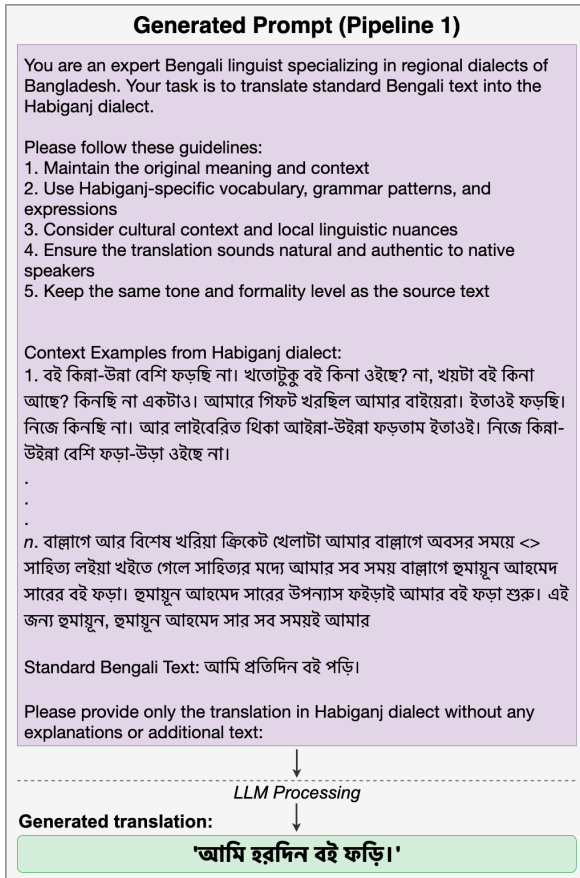 Generated Prompt (Pipeline 1)
You are an expert Bengali linguist specializing in regional dialects of
Bangladesh. Your task is to translate standard Bengali text into the
Habiganj dialect.
Please follow these guidelines:
1. Maintain the original meaning and context
2. Use Habiganj-specific vocabulary, grammar patterns, and
expressions
3. Consider cultural context and local linguistic nuances
4. Ensure the translation sounds natural and authentic to native
speakers
5. Keep the same tone and formality level as the source text
Context Examples from Habiganj dialect:
1. বই কিন্না-উন্না বেশি ফড়ছি না। খতোটুকু বই কিনা ওইছে? না, খয়টা বই কিনা
আছে? কিনছি না একটাও। আমারে গিফট খরছিল আমার বাইয়েরা। ইতাওই ফড়ছি।
নিজে কিনছি না। আর লাইবেরিত থিকা আইন্না-উইন্না ফড়তাম ইতাওই। নিজে কিন্না-
উইন্না বেশি ফড়া-উড়া ওইছে না।
.
.
.
n. বাল্লাগে আর বিশেষ খরিয়া ক্রিকেট খেলাটা আমার বাল্লাগে অবসর সময়ে <>
সাহিত্য লইয়া খইতে গেলে সাহিত্যর মদ্যে আমার সব সময় বাল্লাগে হুমায়ূন আহমেদ
সারের বই ফড়া। হুমায়ূন আহমেদ সারের উপন্যাস ফইড়াই আমার বই ফড়া শুরু। এই
জন্য হুমায়ূন, হুমায়ূন আহমেদ সার সব সময়ই আমার
Standard Bengali Text: আমি প্রতিদিন বই পড়ি।
Please provide only the translation in Habiganj dialect without any
explanations or additional text:
LLM Processing
Generated translation:
'আমি হরদিন বই ফড়ি।'